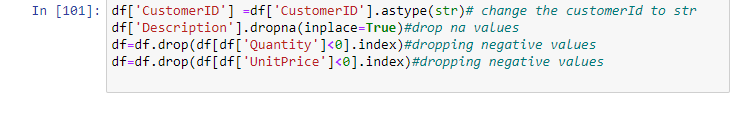 In [101]: df['CustomerID'] =df['CustomerID'].astype(str)# change the customerId to str
df['Description'].dropna(inplace=True)#drop na values
df=df.drop(df[df['Quantity']<0].index)#dropping negative values
df=df.drop(df[df['UnitPrice']<0].index)#dropping negative values